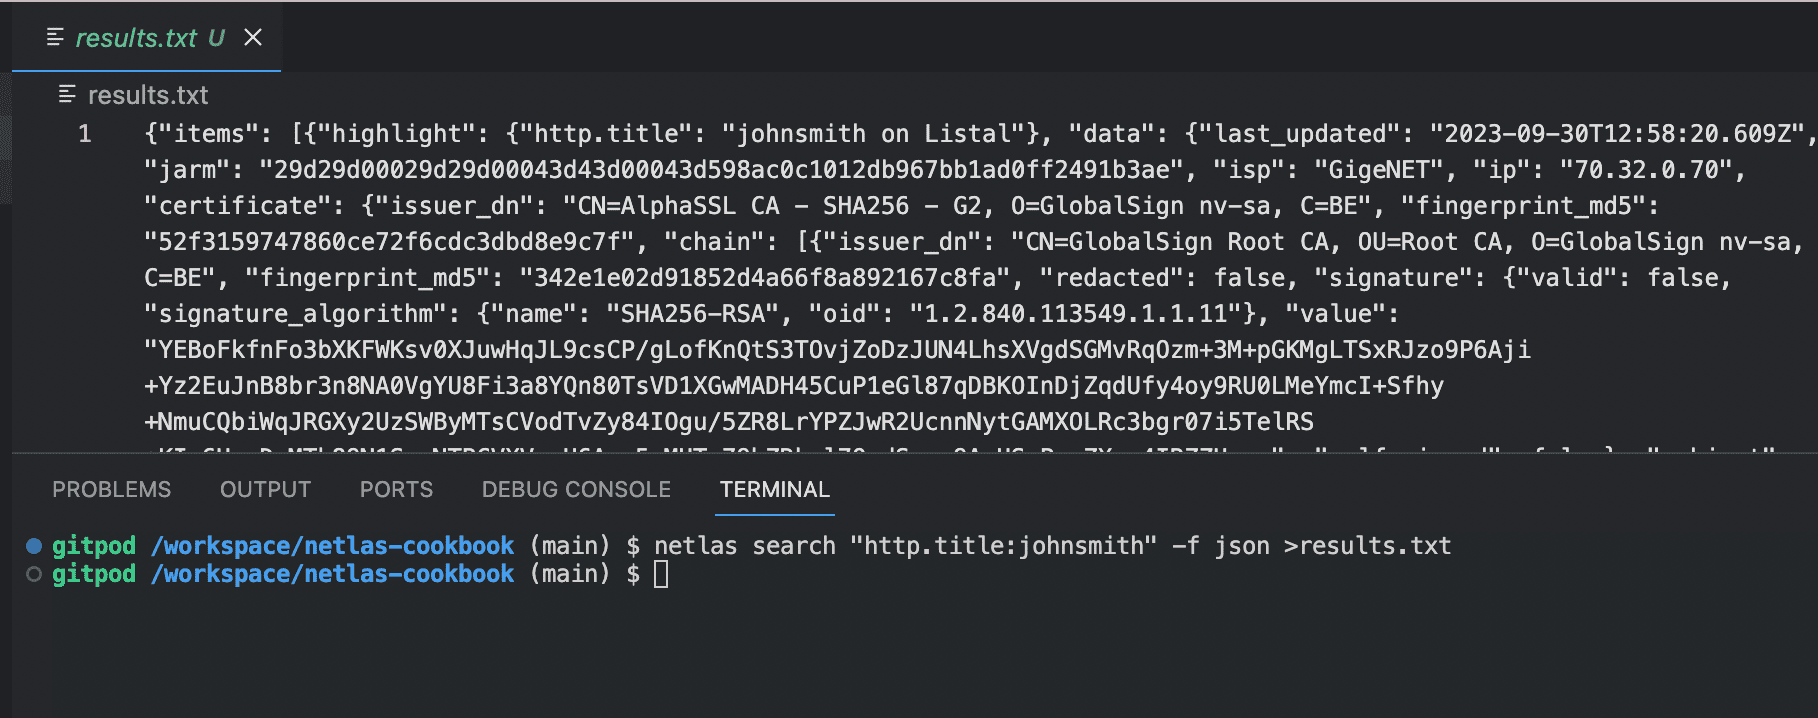 results.txt U
results.txt
1 {"items": [{"highlight": {"http.title": "johnsmith on Listal"}, "data": {"last_updated": "2023-09-30T12:58:20.609Z",
"jarm": "29d29d00029d29d00043d43d00043d598ac0c1012db967bb1ad0ff2491b3ae", "isp": "GigeNET", "ip": "70.32.0.70",
"certificate": {"issuer_dn": "CN=AlphaSSL CA - SHA256 - G2, O=GlobalSign nv-sa, C=BE", "fingerprint_md5":
"52f3159747860ce72f6cdc3dbd8e9c7f", "chain": [{"issuer_dn": "CN=GlobalSign Root CA, OU=Root CA, O=GlobalSign nv-sa,
C=BE", "fingerprint_md5": "342e1e02d91852d4a66f8a892167c8fa", "redacted": false, "signature": {"valid": false,
"signature_algorithm": {"name": "SHA256-RSA", "oid": "1.2.840.113549.1.1.11"}, "value":
"YEBoFkfnFo3bXKFWKsv0XJuwHqJL9csCP/gLofKnQtS3TOvjZoDzJUN4LhsXVgdSGMvRqOzm+3M+pGKMgLTSxRJzo9P6Aji
+Yz2EuJnB8br3n8NA0VgYU8Fi3a8YQn80TsVD1XGwMADH45CuP1eGl87qDBKOInDjZqdUfy4oy9RU0LMeYmcI+Sfhy
+NmuCQbiWqJRGXy2UzSWByMTsCVodTvZy84IOgu/5ZR8LrYPZJwR2UcnnNytGAMXOLRc3bgr07i5TelRS
PROBLEMS OUTPUT PORTS DEBUG CONSOLE TERMINAL
gitpod /workspace/netlas-cookbook (main) $ netlas search "http.title:johnsmith" -f json >results.txt
gitpod /workspace/netlas-cookbook (main) $